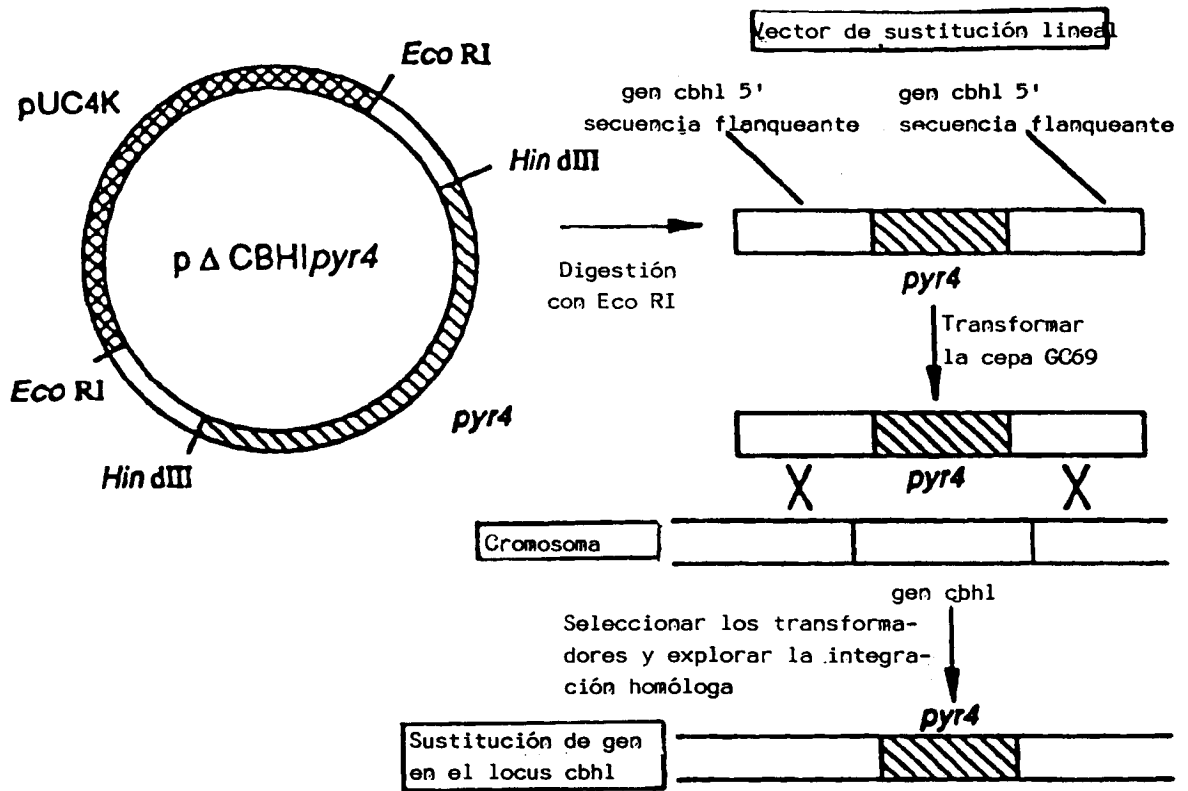 Vector de sustitución lineal
Eco RI
pUC4K
gen cbhl 5'
secuencia flanqueante
gen cbhl 5'
secuencia flanqueante
Hin dIII
p Δ CBHIpyr4
Digestión
con Eco RI
pyr4
Transformar
la cepa GC69
Eco RI
pyr4
Hin dIII
pyr4
Cromosoma
gen cbhl
Seleccionar los transforma-
dores y explorar la integra-
ción homóloga
pyr4
Sustitución de gen
en el locus cbhl